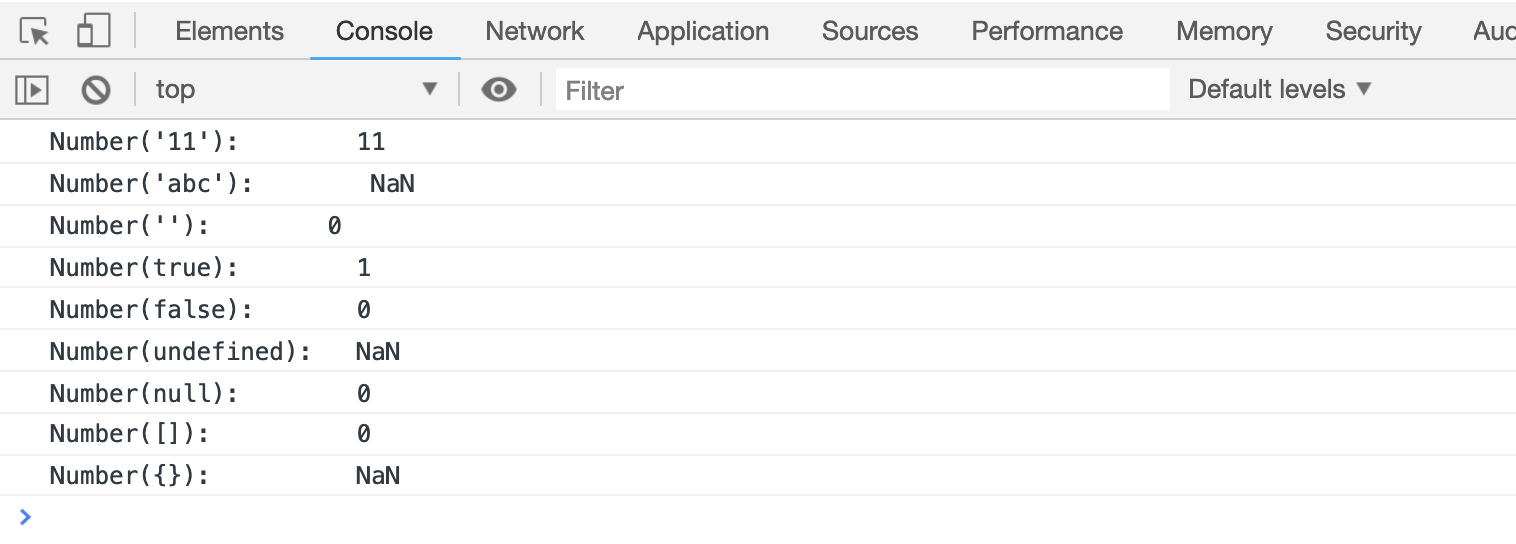 Elements Console Network Application Sources Performance Memory Security Auc
top ▼ Filter Default levels ▼
Number('11'): 11
Number('abc'): NaN
Number(''): 0
Number(true): 1
Number(false): 0
Number(undefined): NaN
Number(null): 0
Number([]): 0
Number({}): NaN
>